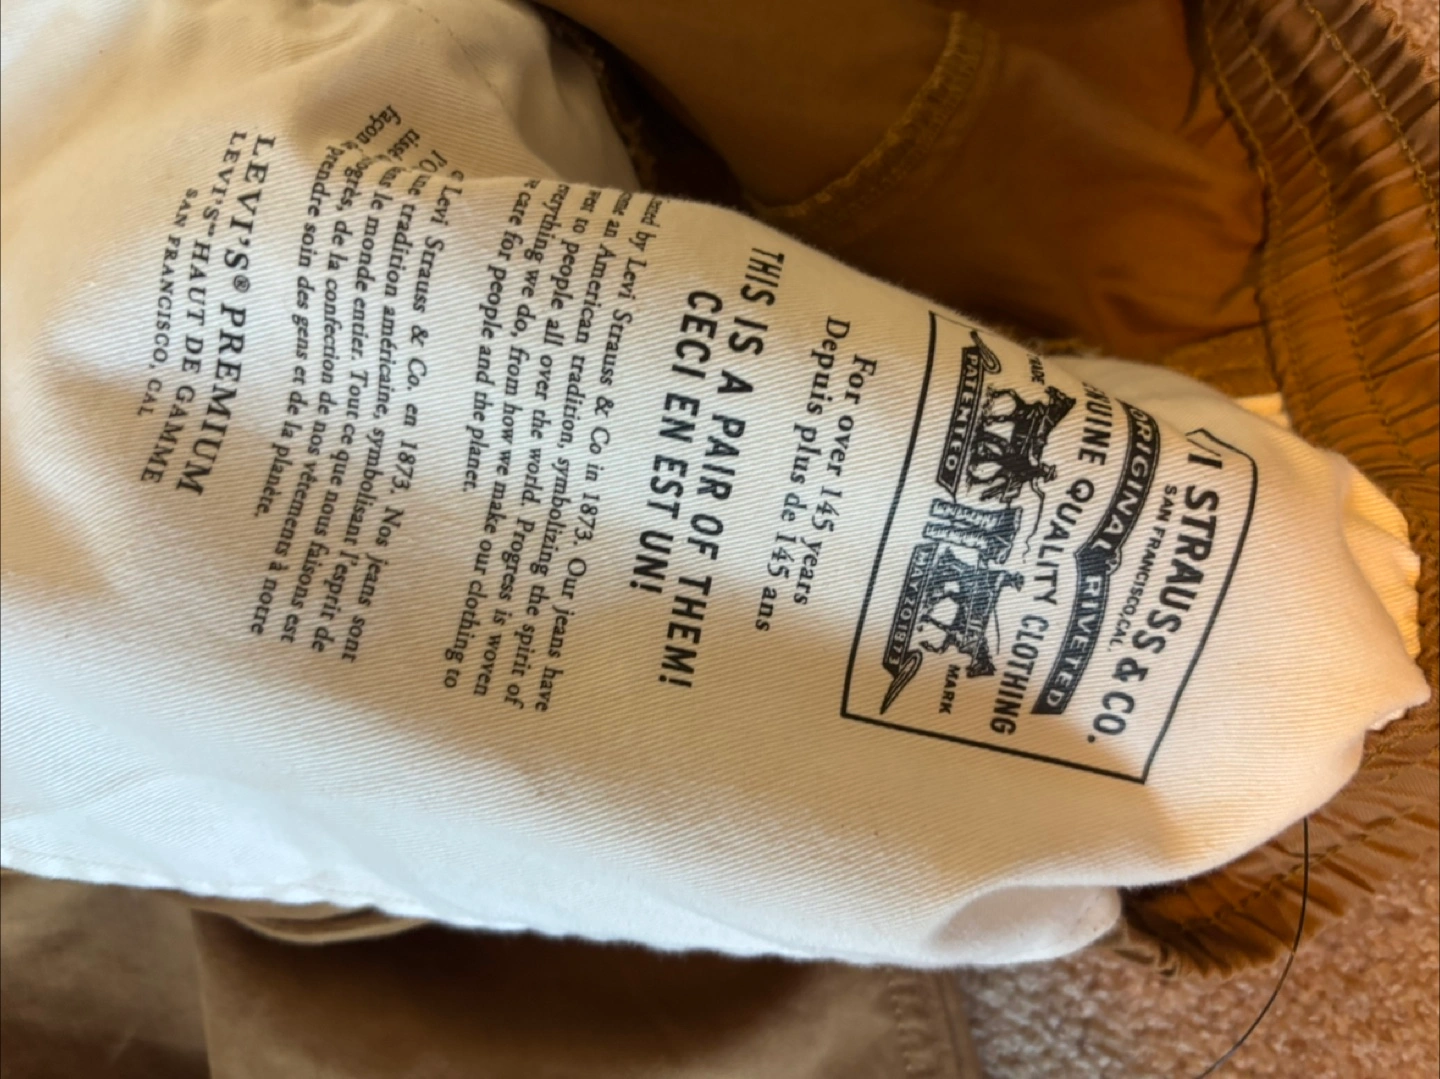 I STRAUSS & CO.
SAN FRANCISCO, CAL.
ORIGINAL RIVETED
QUALITY CLOTHING
MARK
PATENTED
MAY 20 1873
For over 145 years
Depuis plus de 145 ans
THIS IS A PAIR OF THEM!
CECI EN EST UN!
by Levi Strauss & Co in 1873. Our jeans have
an American tradition, symbolizing the spirit of
to people all over the world. Progress is woven
we do, from how we make our clothing to
care for people and the planet.
Levi Strauss & Co. en 1873. Nos jeans sont
tradition américaine, symbolisant l'esprit de
le monde entier. Tout ce que nous faisons est
de la confection de nos vêtements à notre
façon
prendre soin des gens et de la planète.
LEVI'S® PREMIUM
LEVI'S™ HAUT DE GAMME
SAN FRANCISCO, CAL